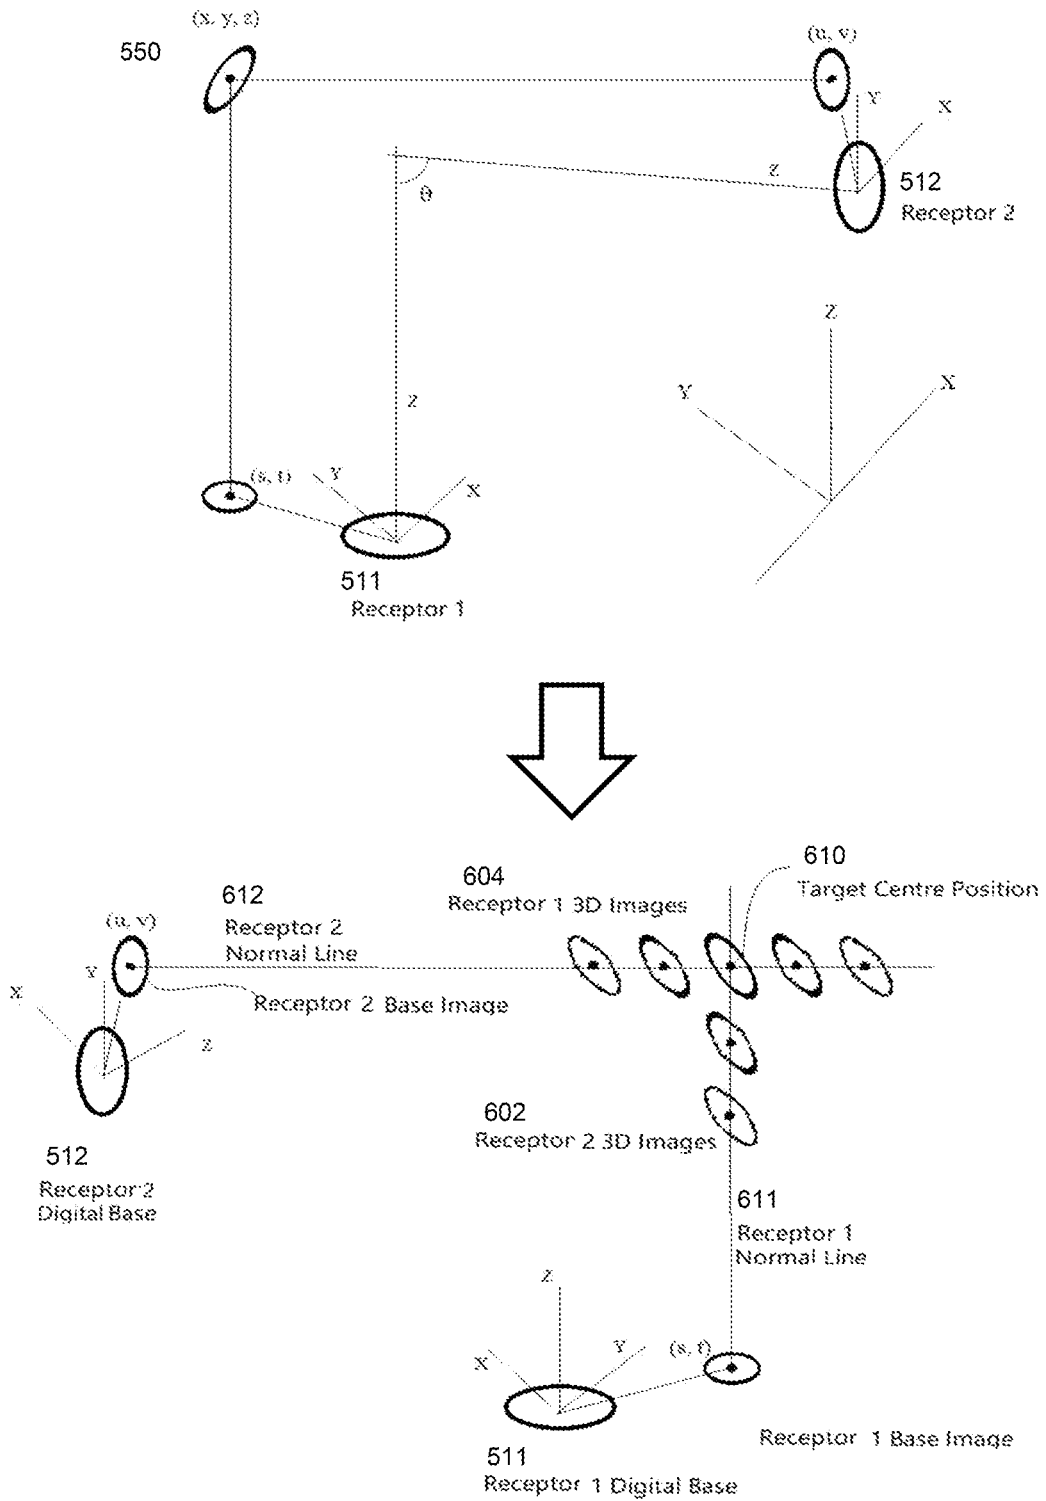 (x. y, z)
550
(u, v)
Y
X
Z
θ
512
Receptor 2
Z
Y
X
Z
(s, t)
Y
X
511
Receptor 1
610
Target Centre Position
604
Receptor 1 3D Images
612
Receptor 2
Normal Line
(u, v)
Y
X
Z
Receptor 2 Base Image
602
Receptor 2 3D Images
512
Receptor 2
Digital Base
611
Receptor 1
Normal Line
Z
X
Y
(s, t)
Receptor 1 Base Image
511
Receptor 1 Digital Base